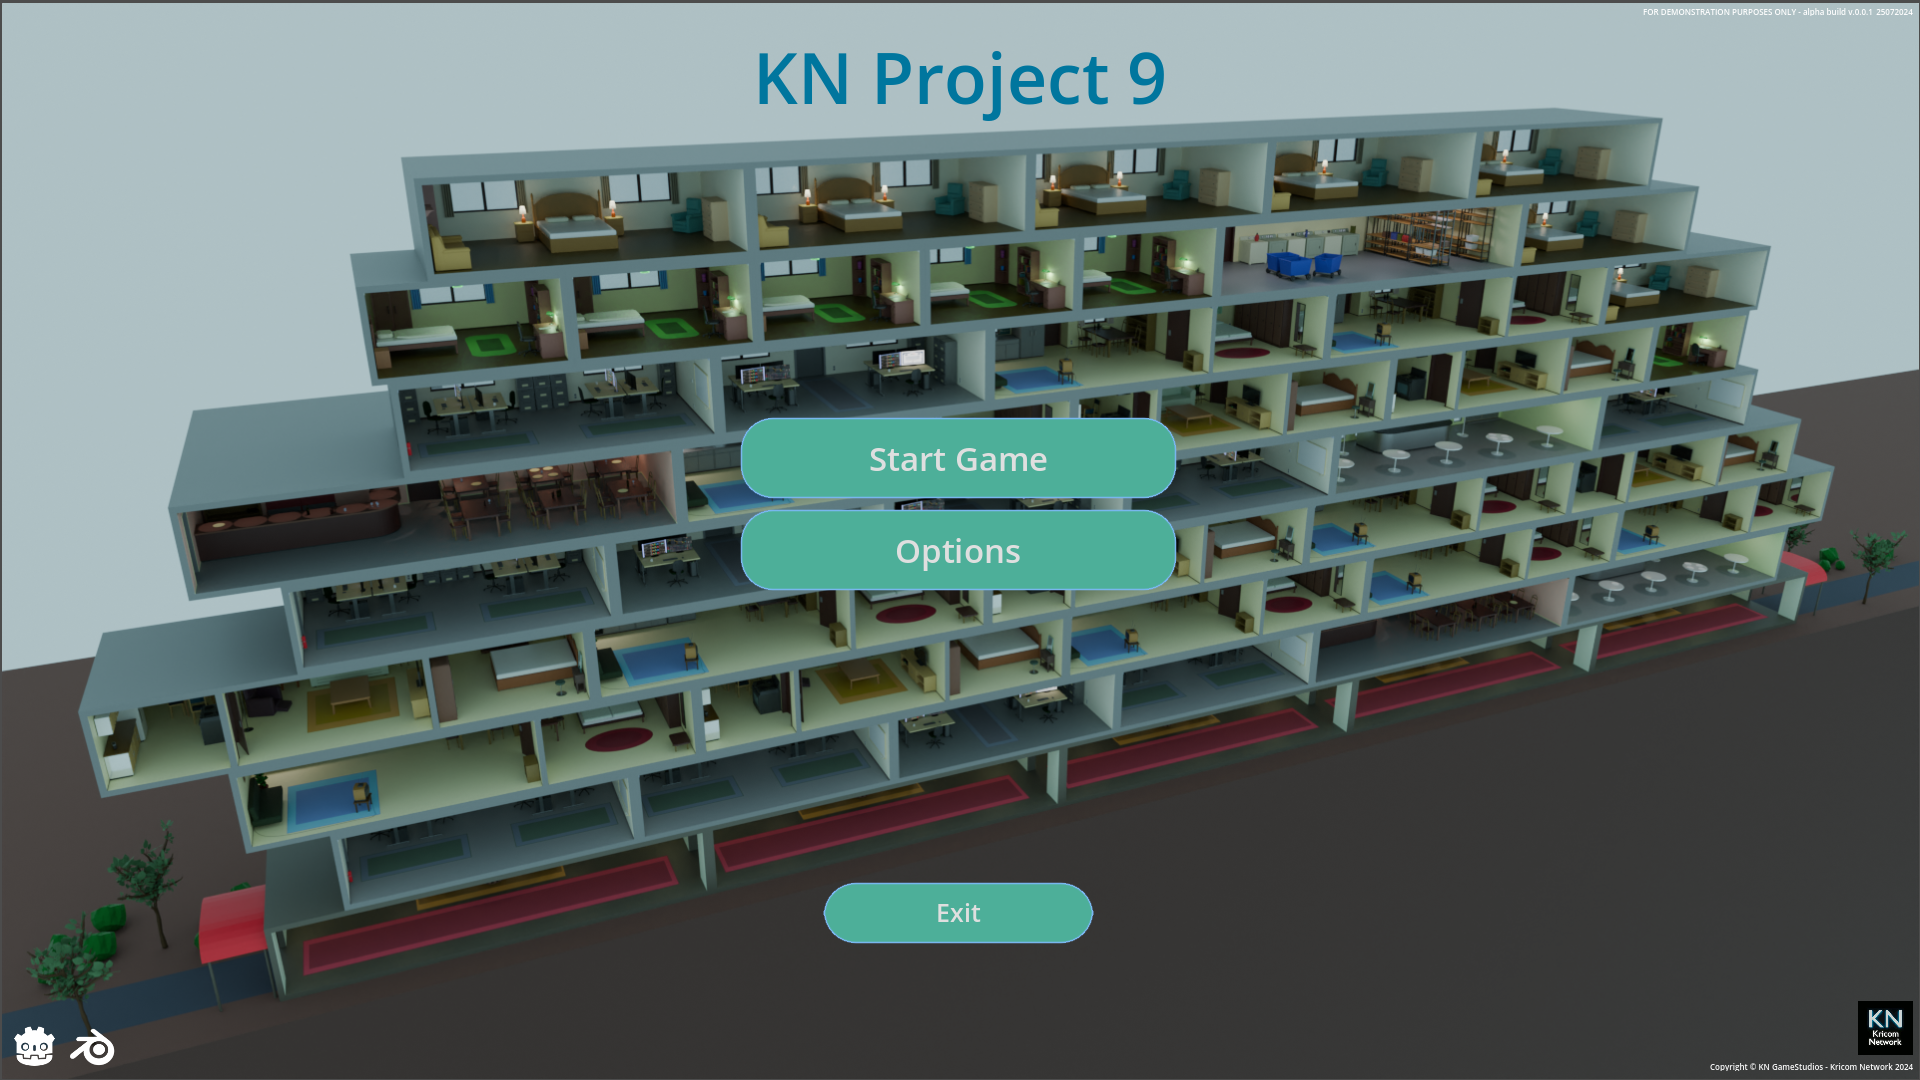 FOR DEMONSTRATION PURPOSES ONLY - alpha build v.0.0.1 25072024
KN Project 9
Start Game
Options
Exit
KN
Kricom
Network
Copyright © KN GameStudios - Kricom Network 2024